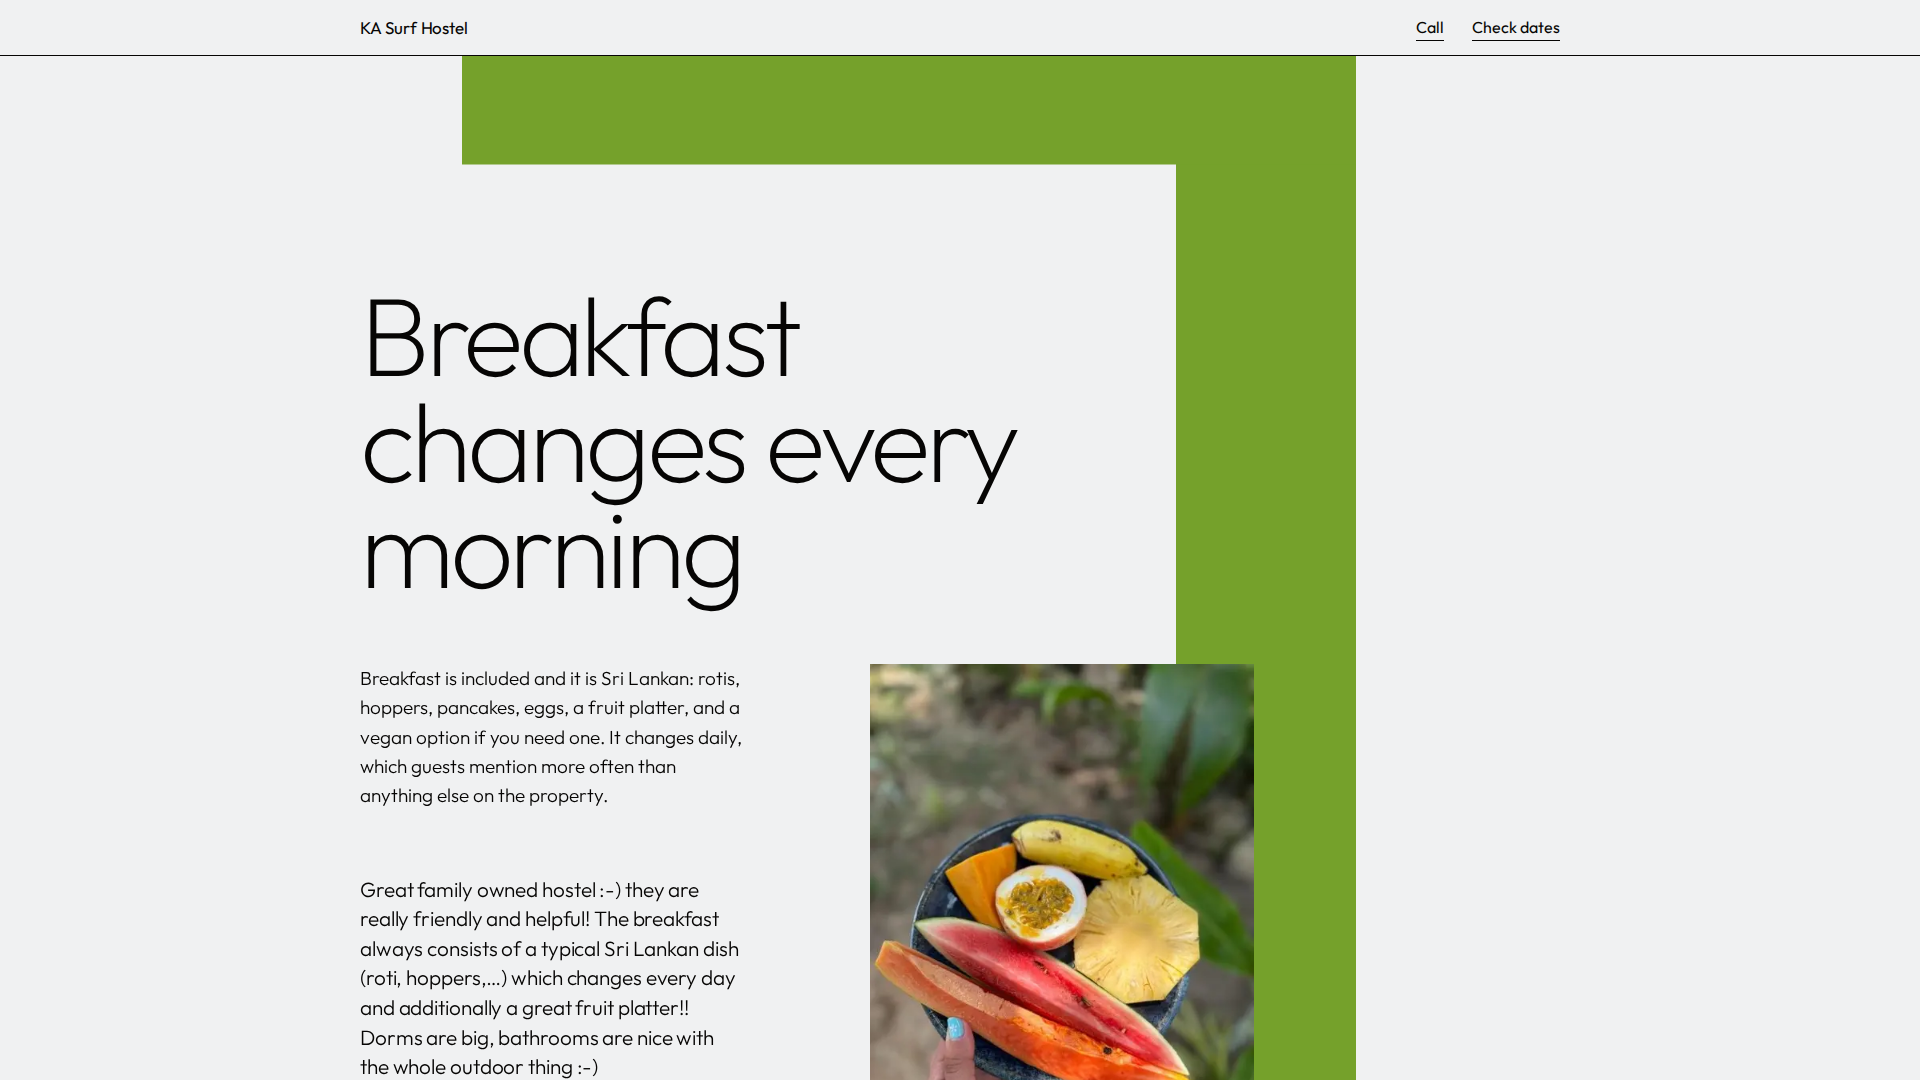 KA Surf Hostel
Call
Check dates
Breakfast
changes every
morning
Breakfast is included and it is Sri Lankan: rotis,
hoppers, pancakes, eggs, a fruit platter, and a
vegan option if you need one. It changes daily,
which guests mention more often than
anything else on the property.
Great family owned hostel :-) they are
really friendly and helpful! The breakfast
always consists of a typical Sri Lankan dish
(roti, hoppers,...) which changes every day
and additionally a great fruit platter!!
Dorms are big, bathrooms are nice with
the whole outdoor thing :-)